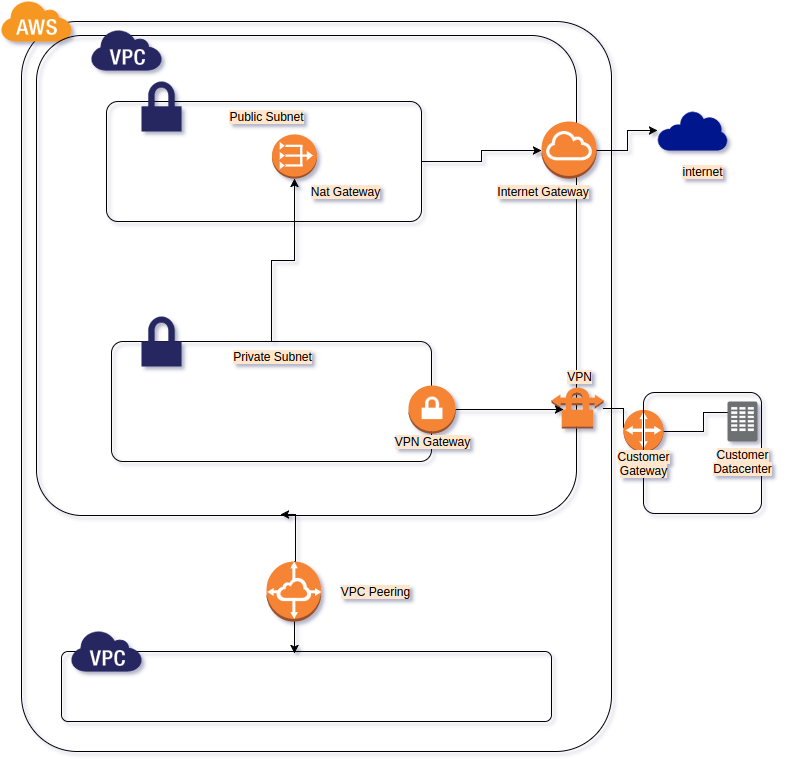 AWS
VPC
Public Subnet
Nat Gateway
Internet Gateway
internet
Private Subnet
VPN
VPN Gateway
Customer
Gateway
Customer
Datacenter
VPC Peering
VPC